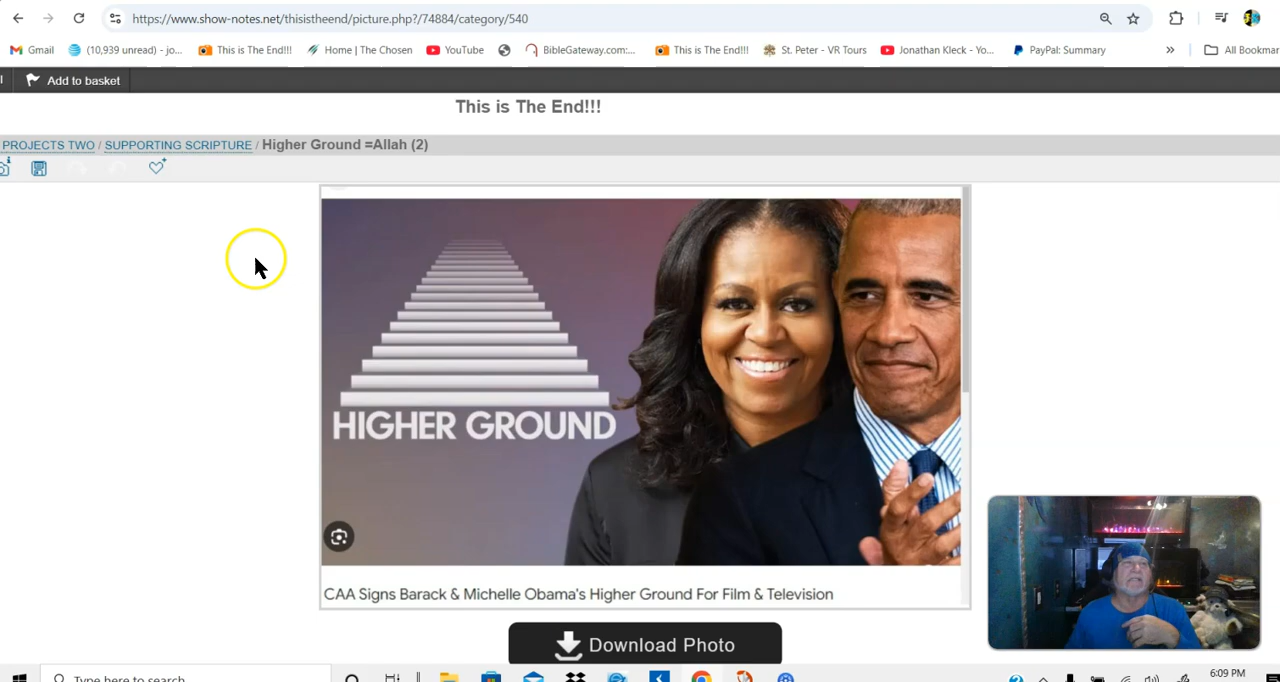 https://www.show-notes.net/thisistheend/picture.php?/74884/category/540
Gmail (10,939 unread) - jo... This is The End!!! Home | The Chosen YouTube BibleGateway.com:... This is The End!!! St. Peter - VR Tours Jonathan Kleck - Yo... PayPal: Summary » All Bookmar
Add to basket
This is The End!!!
PROJECTS TWO / SUPPORTING SCRIPTURE / Higher Ground =Allah (2)
HIGHER GROUND
CAA Signs Barack & Michelle Obama's Higher Ground For Film & Television
Download Photo
Type here to search
6:09 PM